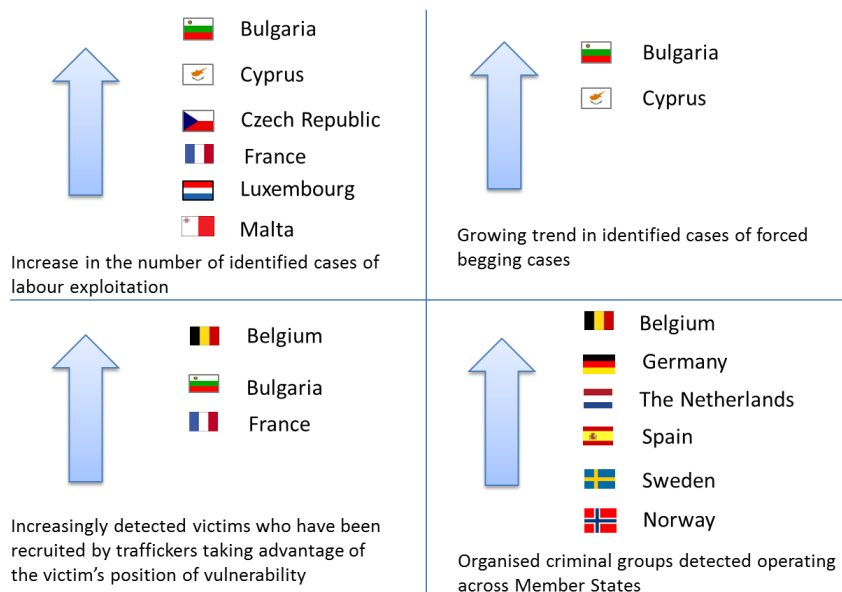 Bulgaria
Cyprus
Czech Republic
France
Luxembourg
Malta
Increase in the number of identified cases of
labour exploitation
Bulgaria
Cyprus
Growing trend in identified cases of forced
begging cases
Belgium
Bulgaria
France
Increasingly detected victims who have been
recruited by traffickers taking advantage of
the victim’s position of vulnerability
Belgium
Germany
The Netherlands
Spain
Sweden
Norway
Organised criminal groups detected operating
across Member States